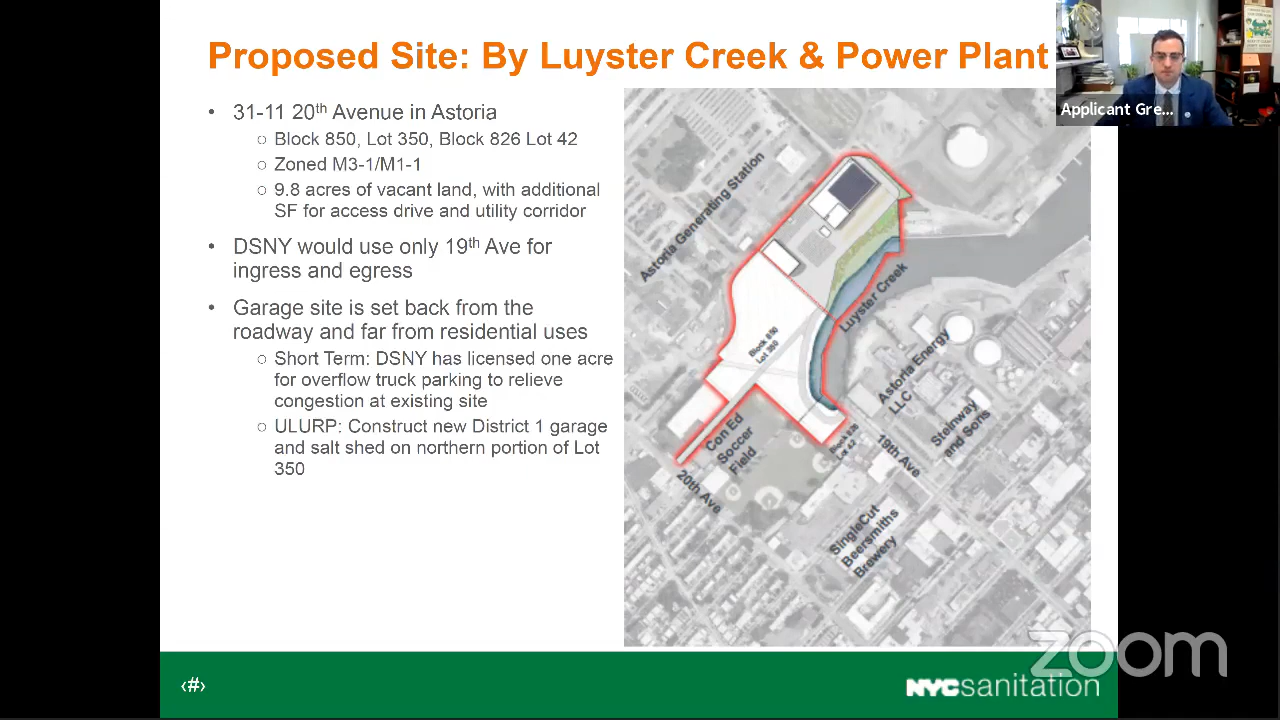 Proposed Site: By Luyster Creek & Power Plant
• 31-11 20th Avenue in Astoria
○ Block 850, Lot 350, Block 826 Lot 42
○ Zoned M3-1/M1-1
○ 9.8 acres of vacant land, with additional
SF for access drive and utility corridor
• DSNY would use only 19th Ave for
ingress and egress
• Garage site is set back from the
roadway and far from residential uses
○ Short Term: DSNY has licensed one acre
for overflow truck parking to relieve
congestion at existing site
○ ULURP: Construct new District 1 garage
and salt shed on northern portion of Lot
350
Applicant Gre...
Astoria Generating Station
Luyster Creek
Block 850
Lot 350
Astoria Energy
LLC
Steinway
and Sons
Con Ed
Soccer
Field
Block 826
Lot 42
19th Ave
20th Ave
SingleCut
Beersmiths
Brewery
zoom
‹#›
NYCsanitation